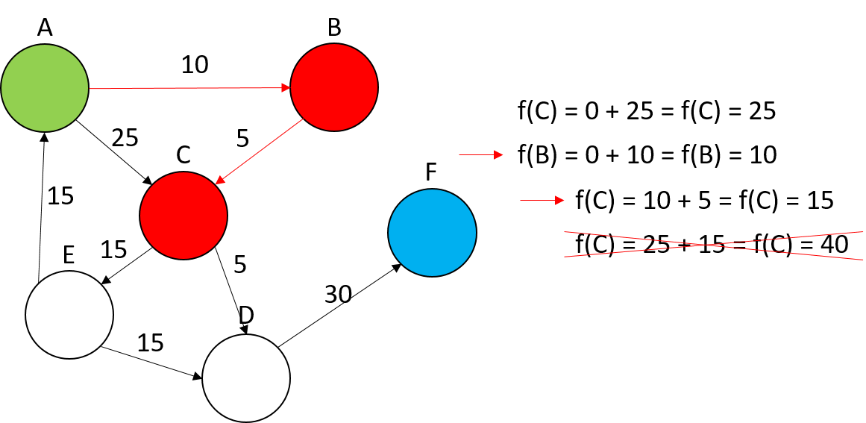 A
B
10
f(C) = 0 + 25 = f(C) = 25
25
5
C
f(B) = 0 + 10 = f(B) = 10
F
15
f(C) = 10 + 5 = f(C) = 15
E
15
5
f(C) = 25 + 15 = f(C) = 40
30
D
15